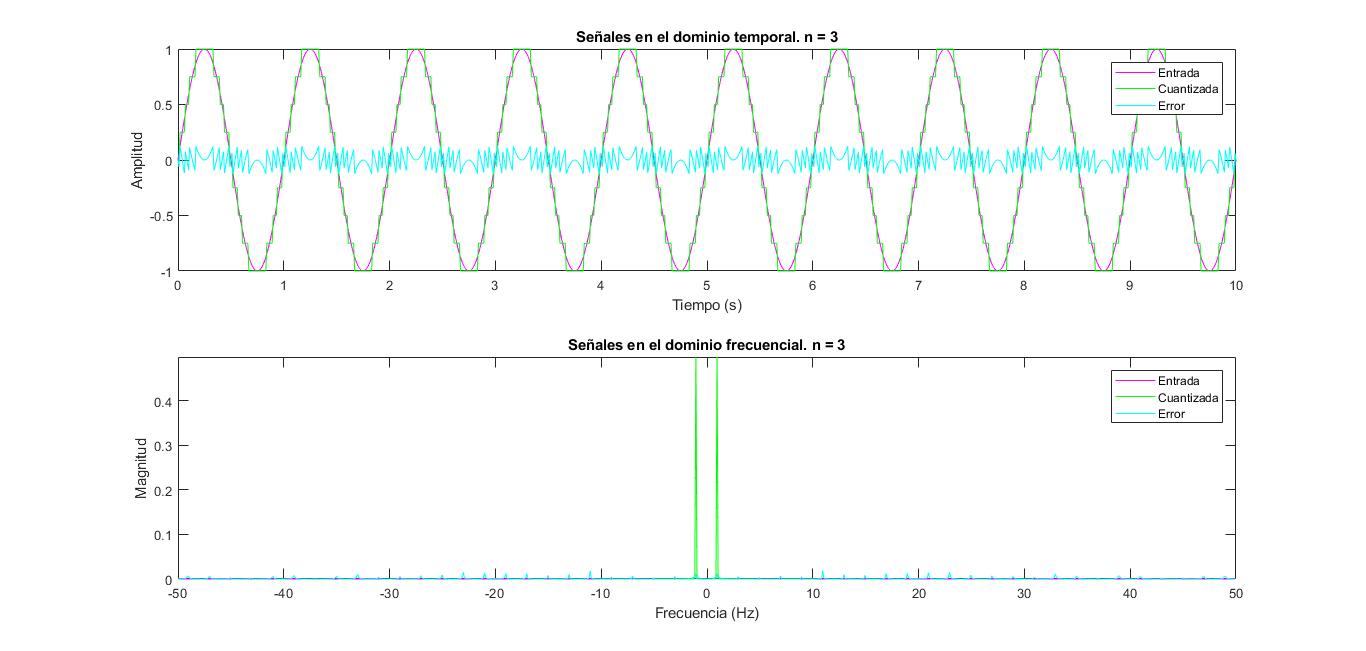 Señales en el dominio temporal. n = 3
1
0.5
0
-0.5
-1
Amplitud
Entrada
Cuantizada
Error
0 1 2 3 4 5 6 7 8 9 10
Tiempo (s)
Señales en el dominio frecuencial. n = 3
0.4
0.3
0.2
0.1
0
Magnitud
Entrada
Cuantizada
Error
-50 -40 -30 -20 -10 0 10 20 30 40 50
Frecuencia (Hz)